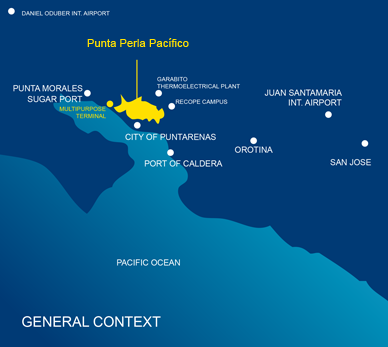 DANIEL ODUBER INT. AIRPORT
Punta Perla Pacífico
GARABITO
THERMOELECTRICAL PLANT
PUNTA MORALES
SUGAR PORT
JUAN SANTAMARIA
INT. AIRPORT
RECOPE CAMPUS
MULTIPURPOSE
TERMINAL
CITY OF PUNTARENAS
OROTINA
PORT OF CALDERA
SAN JOSE
PACIFIC OCEAN
GENERAL CONTEXT